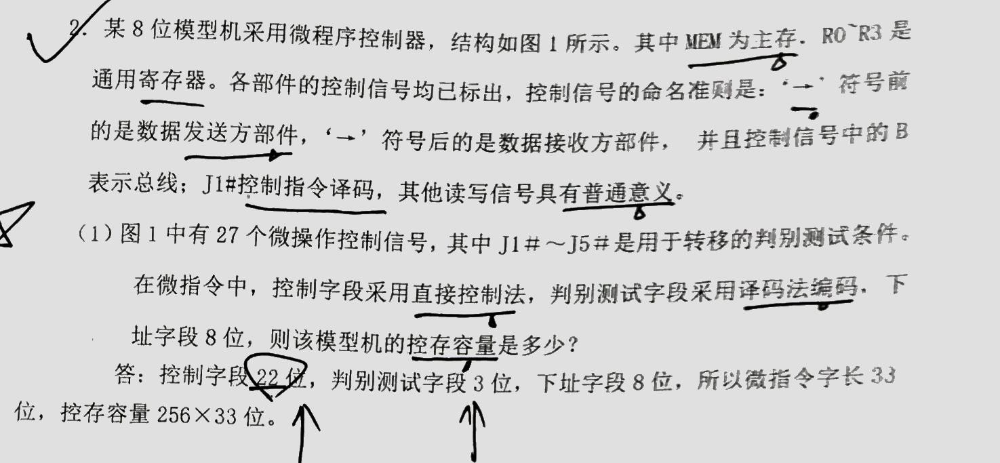 2. 某 8 位模型机采用微程序控制器，结构如图 1 所示。其中 MEM 为主存. R0~R3 是
通用寄存器。各部件的控制信号均已标出，控制信号的命名准则是：‘→’ 符号前
的是数据发送方部件，‘→’ 符号后的是数据接收方部件， 并且控制信号中的 B
表示总线；J1#控制指令译码，其他读写信号具有普通意义。
（1）图 1 中有 27 个微操作控制信号，其中 J1＃～J5＃是用于转移的判别测试条件。
在微指令中，控制字段采用直接控制法，判别测试字段采用译码法编码，下
址字段 8 位，则该模型机的控存容量是多少？
答：控制字段 22 位，判别测试字段 3 位，下址字段 8 位，所以微指令字长 33
位，控存容量 256×33 位。